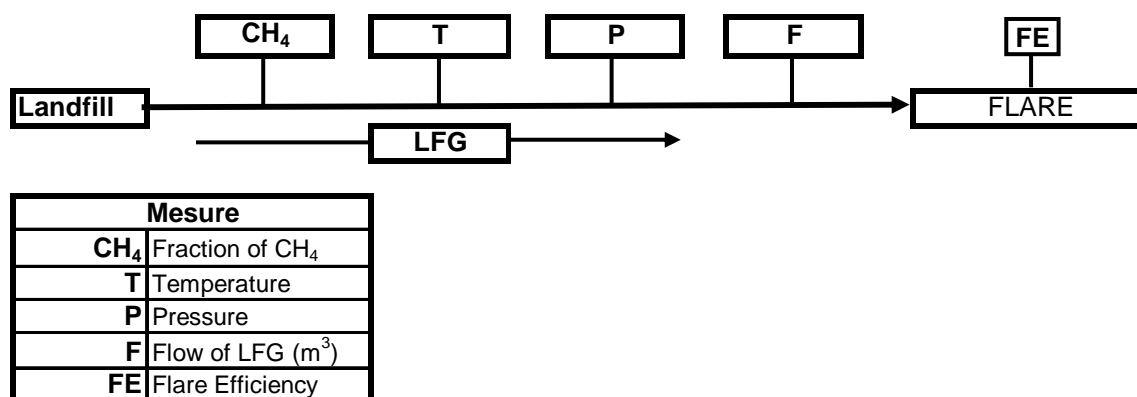 CH₄ T P F FE
Landfill FLARE
LFG
Mesure
CH₄ Fraction of CH₄
T Temperature
P Pressure
F Flow of LFG (m³)
FE Flare Efficiency